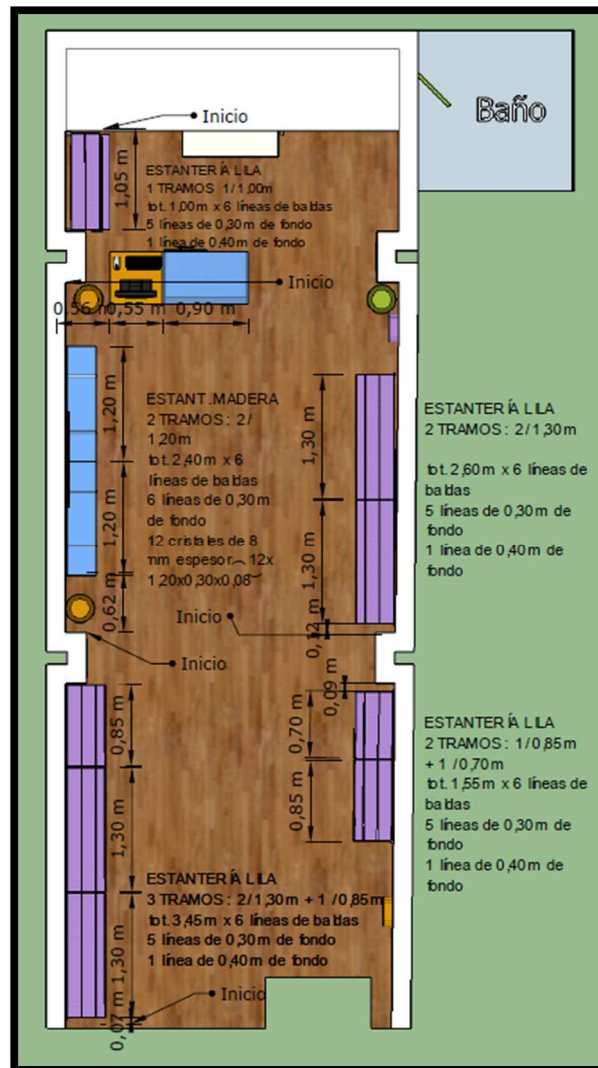 Baño
Inicio
1,05 m
ESTANTERÍA LILA
1 TRAMOS 1/1,00m
tot. 1,00m x 6 líneas de baldas
5 líneas de 0,30m de fondo
1 línea de 0,40m de fondo
Inicio
0,56 m
0,55 m
0,90 m
1,20 m
1,20 m
0,62 m
ESTANT.MADERA
2 TRAMOS: 2/
1,20m
tot. 2,40m x 6
líneas de baldas
6 líneas de 0,30m
de fondo
12 cristales de 8
mm espesor 12x
1,20x0,30x0,08
1,30 m
1,30 m
0,12 m
ESTANTERÍA LILA
2 TRAMOS: 2/1,30m
tot. 2,60m x 6 líneas de
baldas
5 líneas de 0,30m de
fondo
1 línea de 0,40m de
fondo
Inicio
Inicio
0,09 m
0,85 m
1,30 m
1,30 m
0,07 m
0,70 m
0,85 m
ESTANTERÍA LILA
2 TRAMOS: 1/0,85m
+ 1 /0,70m
tot. 1,55m x 6 líneas de
baldas
5 líneas de 0,30m de
fondo
1 línea de 0,40m de
fondo
ESTANTERÍA LILA
3 TRAMOS: 2/1,30m + 1 /0,85m
tot. 3,45m x 6 líneas de baldas
5 líneas de 0,30m de fondo
1 línea de 0,40m de fondo
Inicio